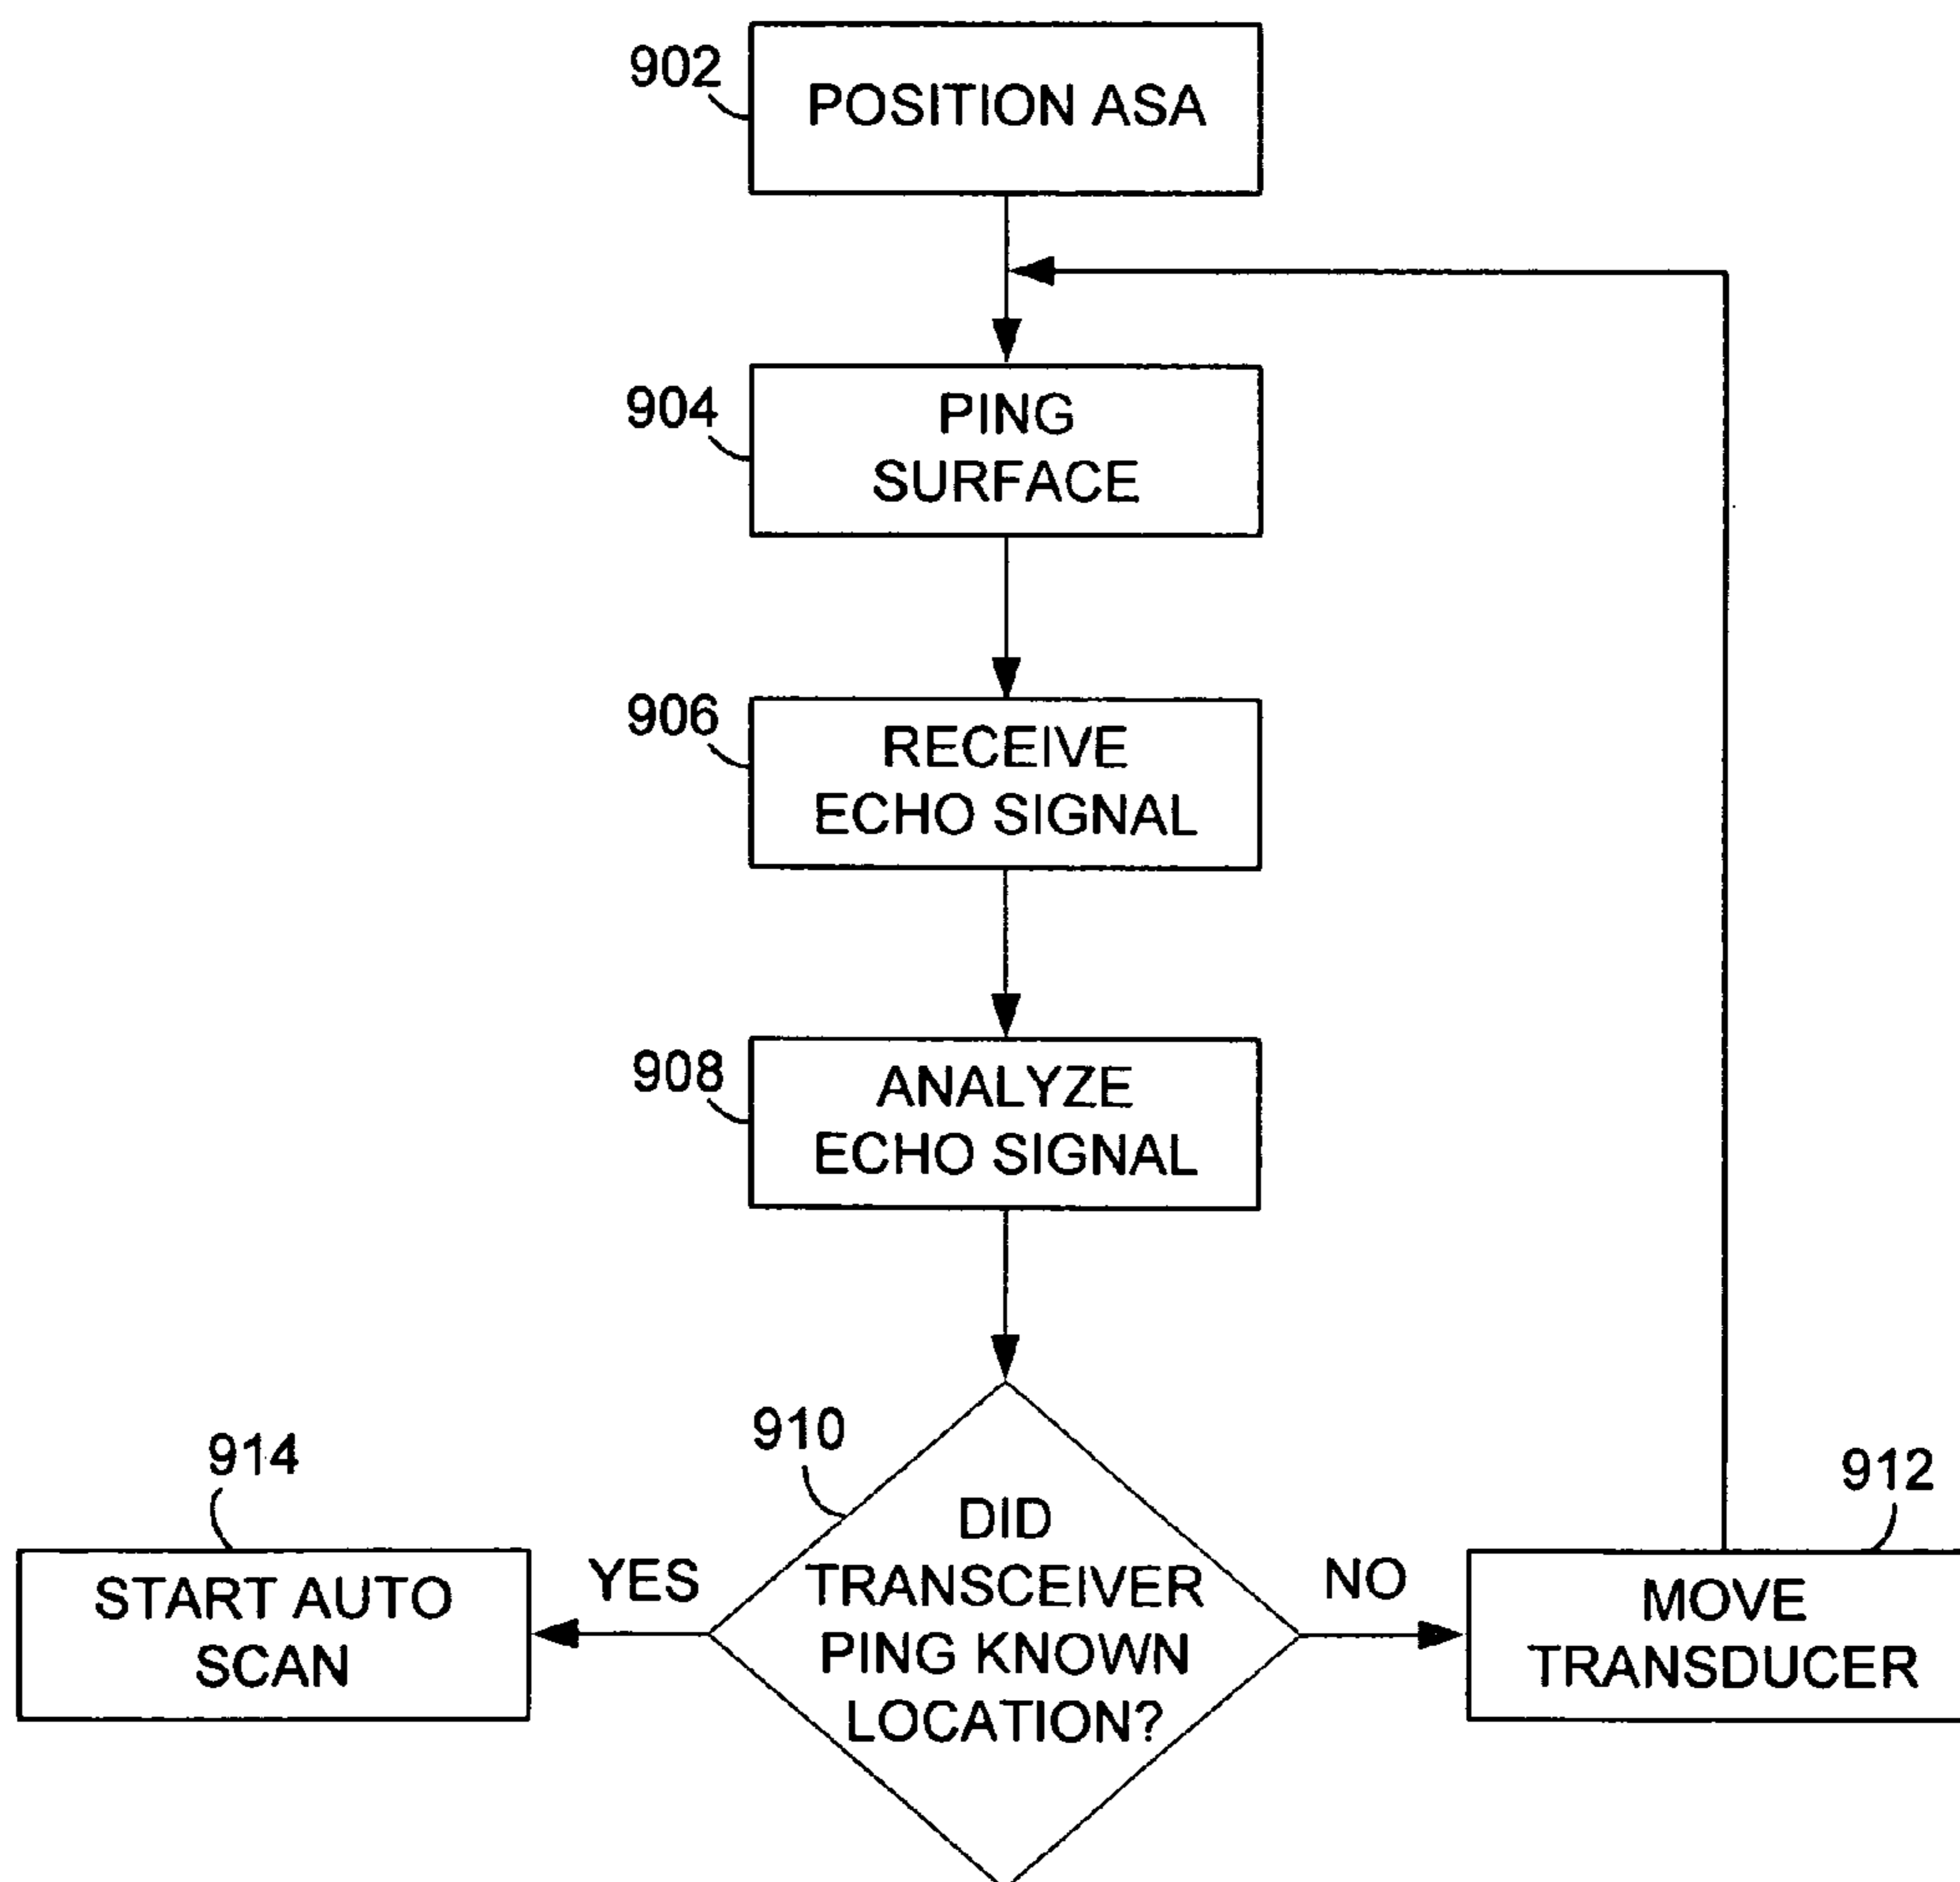 902
POSITION ASA
904
PING
SURFACE
906
RECEIVE
ECHO SIGNAL
908
ANALYZE
ECHO SIGNAL
910
DID
TRANSCEIVER
PING KNOWN
LOCATION?
YES
914
START AUTO
SCAN
NO
912
MOVE
TRANSDUCER